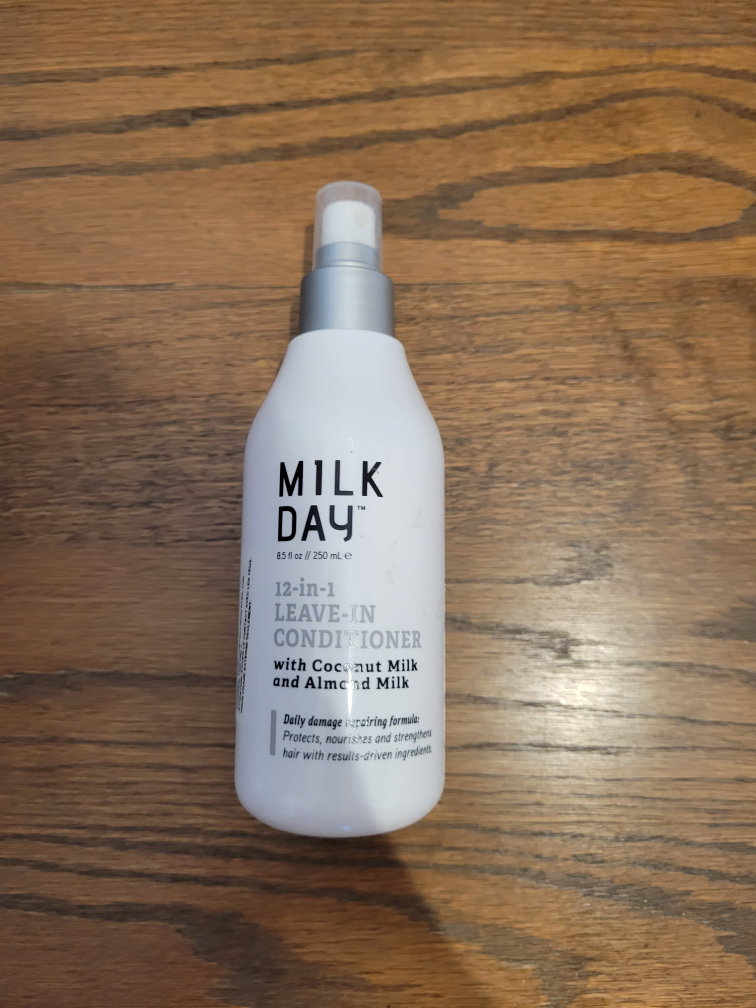 MILK
DAY™
8.5 fl oz // 250 mL ℮
12-in-1
LEAVE-IN
CONDITIONER
with Coconut Milk
and Almond Milk
Daily damage repairing formula:
Protects, nourishes and strengthens
hair with results-driven ingredients.